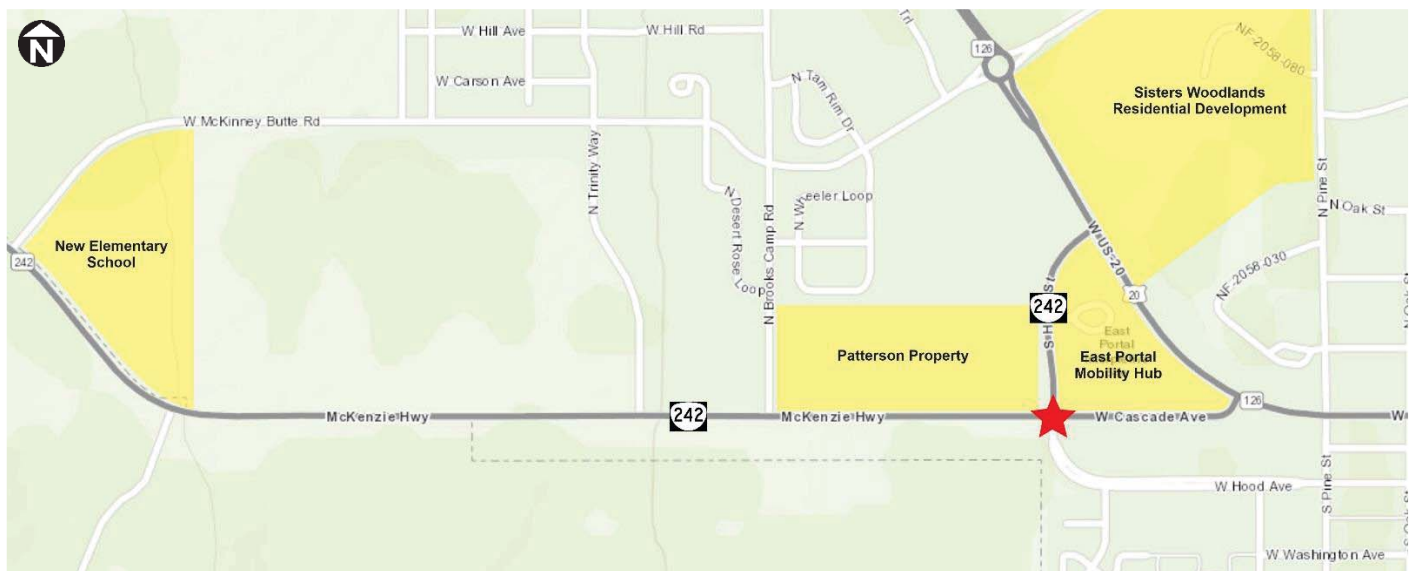 N
W Hill Ave
W Hill Rd
Trl
126
NF-2058-080
W Carson Ave
N Tam Rim Dr
Sisters Woodlands
Residential Development
W McKinney Butte Rd
N Trinity Way
N Desert Rose Loop
N Brooks Camp Rd
N Wheeler Loop
N Pine St
N Oak St
W US-20
New Elementary
School
242
20
NF-2058-030
242
East
Portal
Patterson Property
East Portal
Mobility Hub
126
McKenzie Hwy
242
McKenzie Hwy
W Cascade Ave
W
W Hood Ave
S Pine St
S Oak St
W Washington Ave